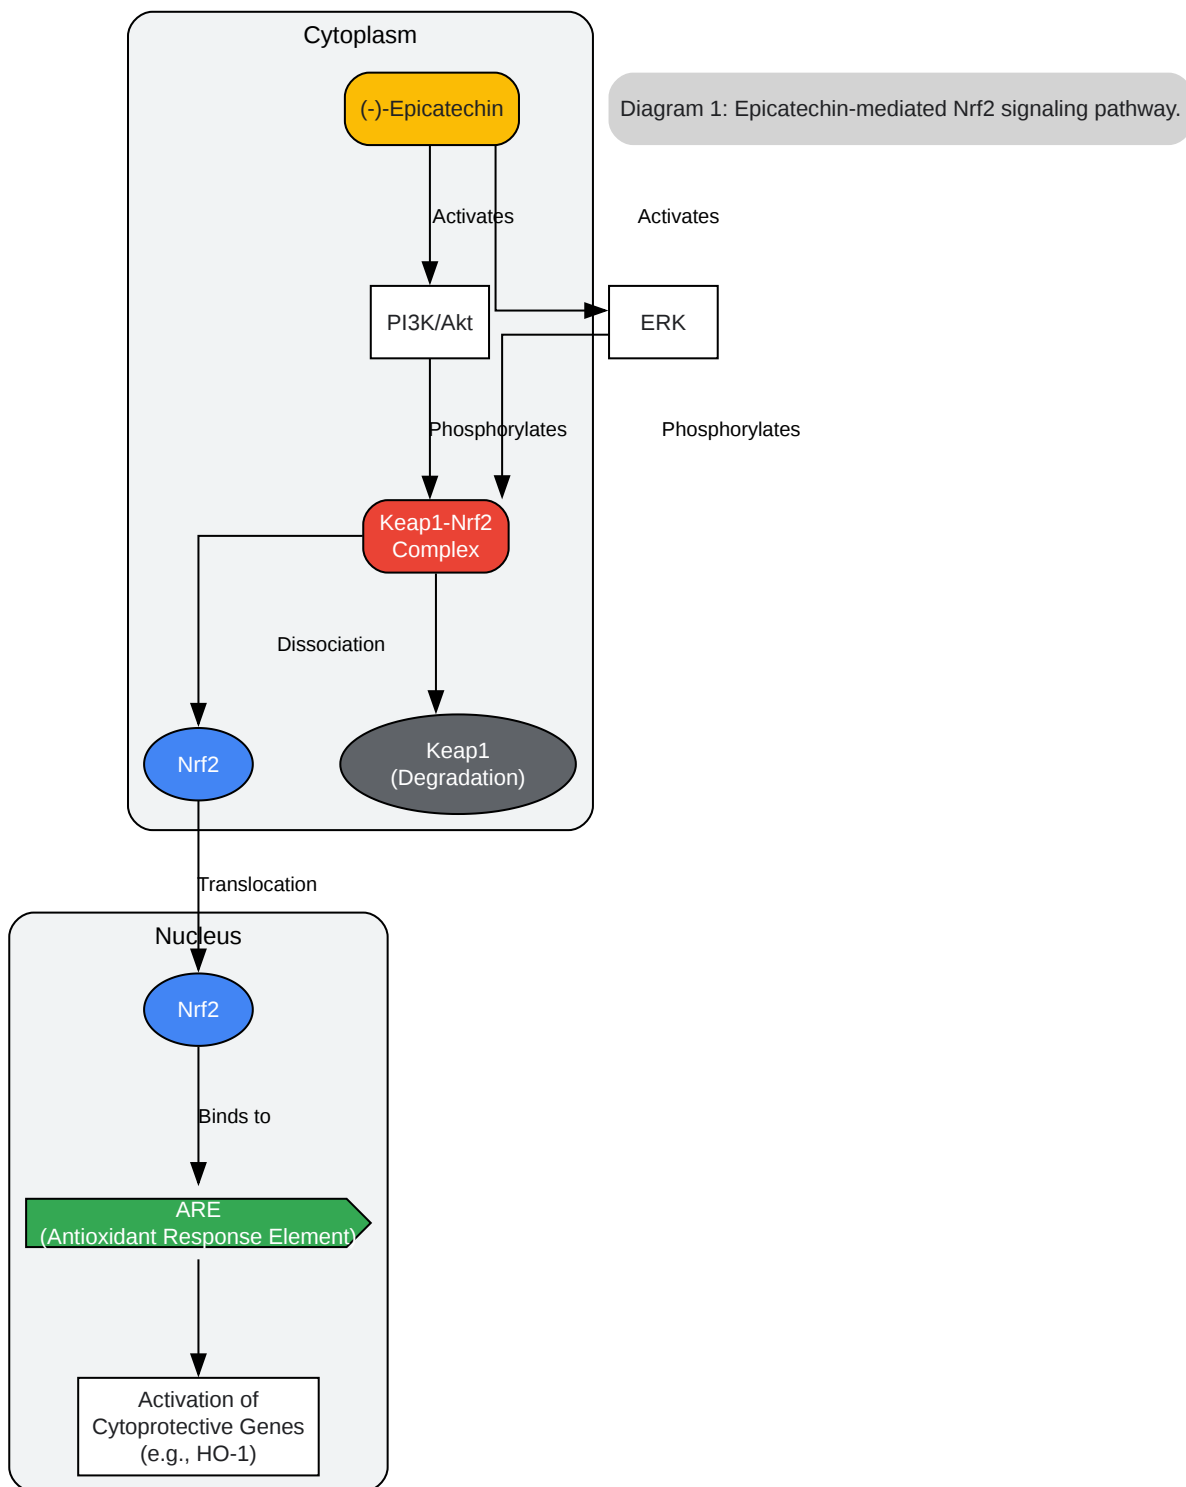 Cytoplasm
(-)-Epicatechin
Diagram 1: Epicatechin-mediated Nrf2 signaling pathway.
Activates
Activates
PI3K/Akt
ERK
Phosphorylates
Phosphorylates
Keap1-Nrf2
Complex
Dissociation
Nrf2
Keap1
(Degradation)
Translocation
Nucleus
Nrf2
Binds to
ARE
(Antioxidant Response Element)
Activation of
Cytoprotective Genes
(e.g., HO-1)